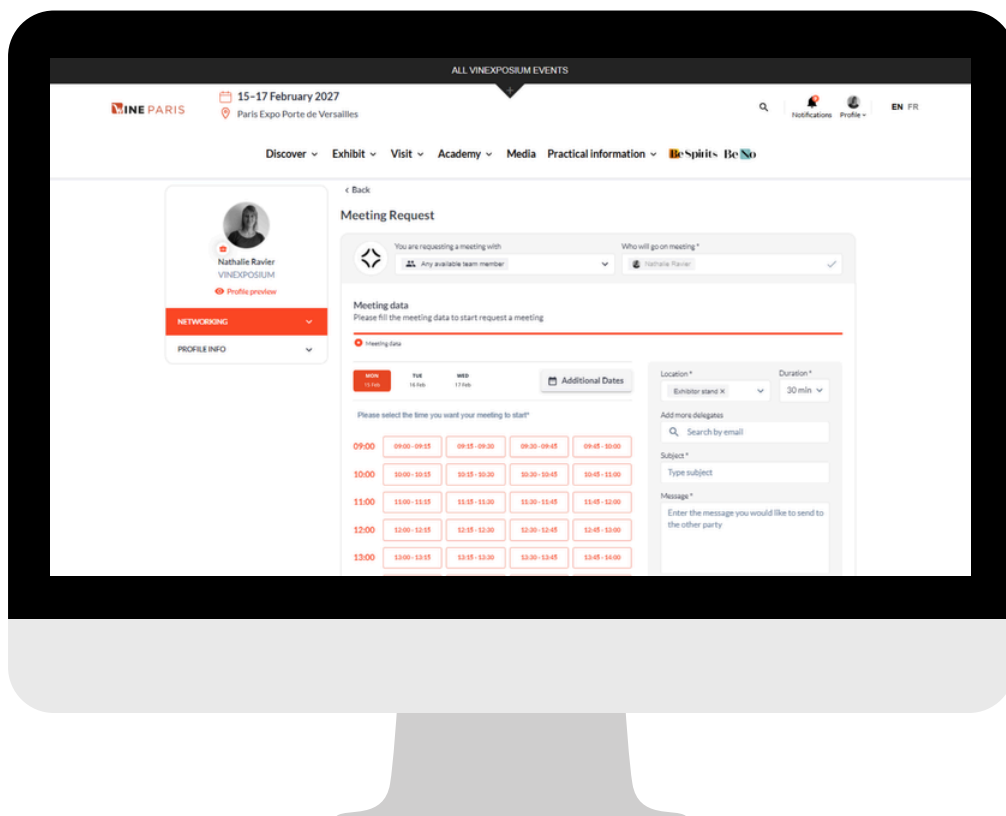 ALL VINEXPOSIUM EVENTS
+
WINE PARIS
15-17 February 2027
Paris Expo Porte de Versailles
Notifications
Profile
EN FR
Discover
Exhibit
Visit
Academy
Media
Practical information
Be Spirits
Be No
Nathalie Ravier
VINEXPOSIUM
Profile preview
NETWORKING
PROFILE INFO
< Back
Meeting Request
You are requesting a meeting with
Any available team member
Who will go on meeting *
Nathalie Ravier
Meeting data
Please fill the meeting data to start request a meeting
Meeting data
MON
15 Feb
TUE
16 Feb
WED
17 Feb
Additional Dates
Please select the time you want your meeting to start*
09:00 09:00 - 09:15 09:15 - 09:30 09:30 - 09:45 09:45 - 10:00
10:00 10:00 - 10:15 10:15 - 10:30 10:30 - 10:45 10:45 - 11:00
11:00 11:00 - 11:15 11:15 - 11:30 11:30 - 11:45 11:45 - 12:00
12:00 12:00 - 12:15 12:15 - 12:30 12:30 - 12:45 12:45 - 13:00
13:00 13:00 - 13:15 13:15 - 13:30 13:30 - 13:45 13:45 - 14:00
Location *
Exhibitor stand X
Duration *
30 min
Add more delegates
Search by email
Subject *
Type subject
Message *
Enter the message you would like to send to
the other party